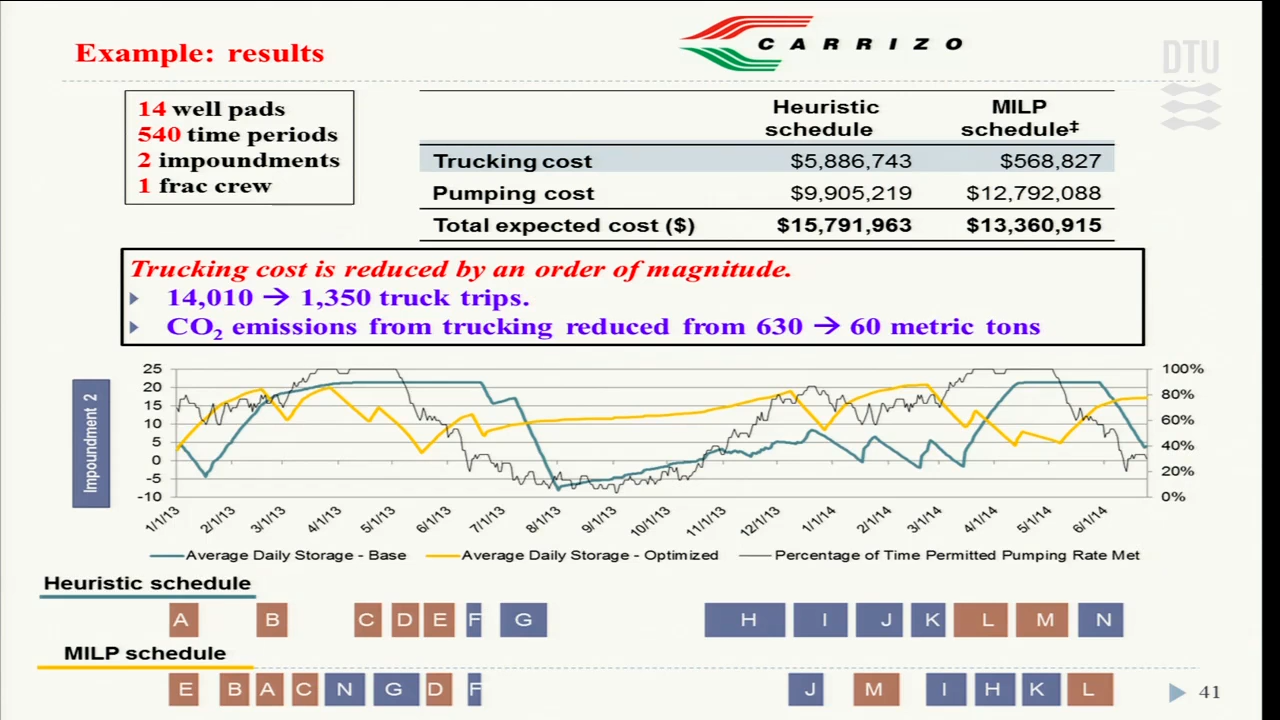 Example: results
CARRIZO
DTU
14 well pads
540 time periods
2 impoundments
1 frac crew
Heuristic schedule MILP schedule‡
Trucking cost $5,886,743 $568,827
Pumping cost $9,905,219 $12,792,088
Total expected cost ($) $15,791,963 $13,360,915
Trucking cost is reduced by an order of magnitude.
14,010 → 1,350 truck trips.
CO2 emissions from trucking reduced from 630 → 60 metric tons
Impoundment 2
25 100%
20 80%
15 60%
10
5 40%
0
-5 20%
-10 0%
1/1/13 2/1/13 3/1/13 4/1/13 5/1/13 6/1/13 7/1/13 8/1/13 9/1/13 10/1/13 11/1/13 12/1/13 1/1/14 2/1/14 3/1/14 4/1/14 5/1/14 6/1/14
Average Daily Storage - Base Average Daily Storage - Optimized Percentage of Time Permitted Pumping Rate Met
Heuristic schedule
A B C D E F G H I J K L M N
MILP schedule
E B A C N G D F J M I H K L
41